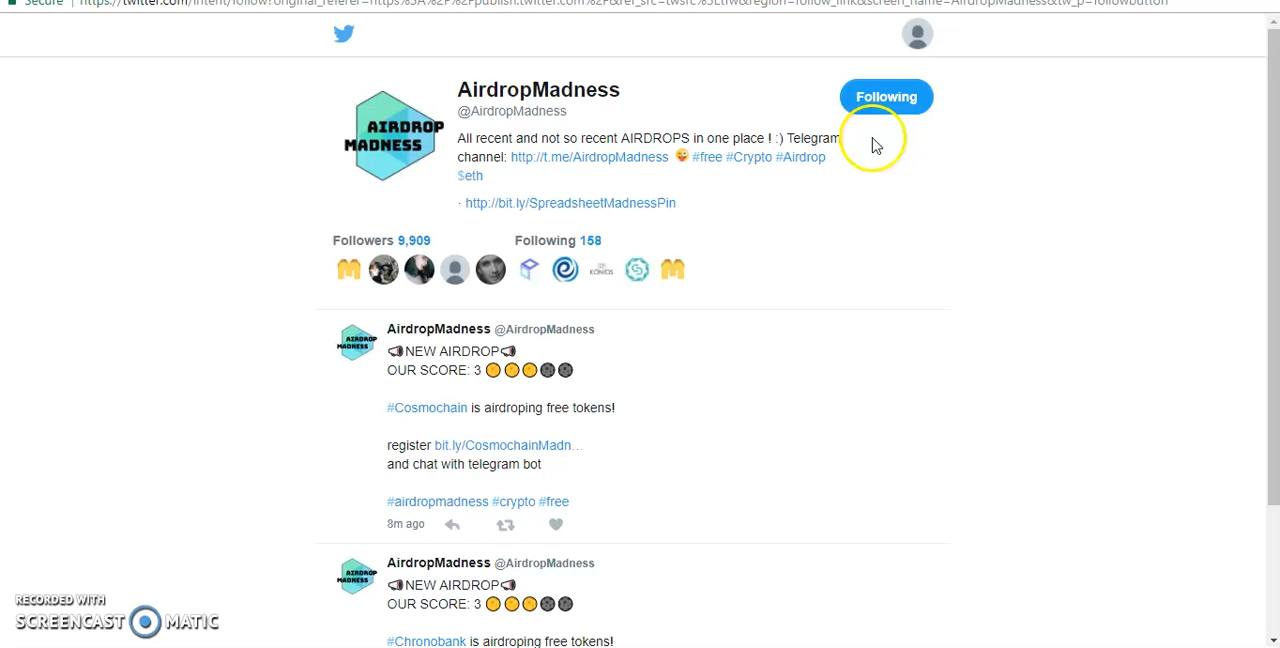 Secure
https://twitter.com/intent/follow?original_referer=https%3A%2F%2Fpublish.twitter.com%2F&ref_src=twsrc%5Etfw&region=follow_link&screen_name=AirdropMadness&tw_p=followbutton
AIRDROP
MADNESS
AirdropMadness
@AirdropMadness
Following
All recent and not so recent AIRDROPS in one place ! :) Telegram
channel: http://t.me/AirdropMadness 😜 #free #Crypto #Airdrop
$eth
· http://bit.ly/SpreadsheetMadnessPin
Followers 9,909 Following 158
KONIOS
AIRDROP
MADNESS
AirdropMadness @AirdropMadness
📢NEW AIRDROP📢
OUR SCORE: 3
#Cosmochain is airdroping free tokens!
register bit.ly/CosmochainMadn…
and chat with telegram bot
#airdropmadness #crypto #free
8m ago
AIRDROP
MADNESS
AirdropMadness @AirdropMadness
📢NEW AIRDROP📢
OUR SCORE: 3
#Chronobank is airdroping free tokens!
RECORDED WITH
SCREENCAST MATIC